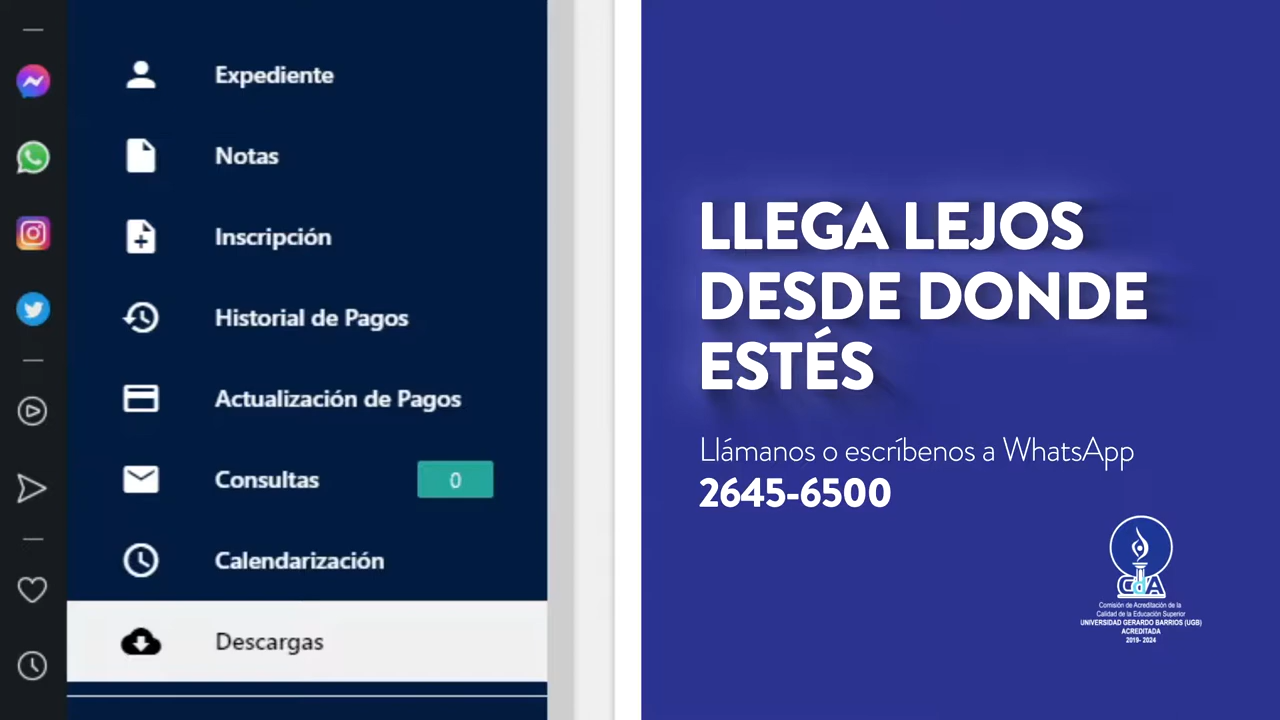 Expediente
Notas
Inscripción
Historial de Pagos
Actualización de Pagos
Consultas 0
Calendarización
Descargas
LLEGA LEJOS
DESDE DONDE
ESTÉS
Llámanos o escríbenos a WhatsApp
2645-6500
CdA
Comisión de Acreditación de la
Calidad de la Educación Superior
UNIVERSIDAD GERARDO BARRIOS (UGB)
ACREDITADA
2019- 2024